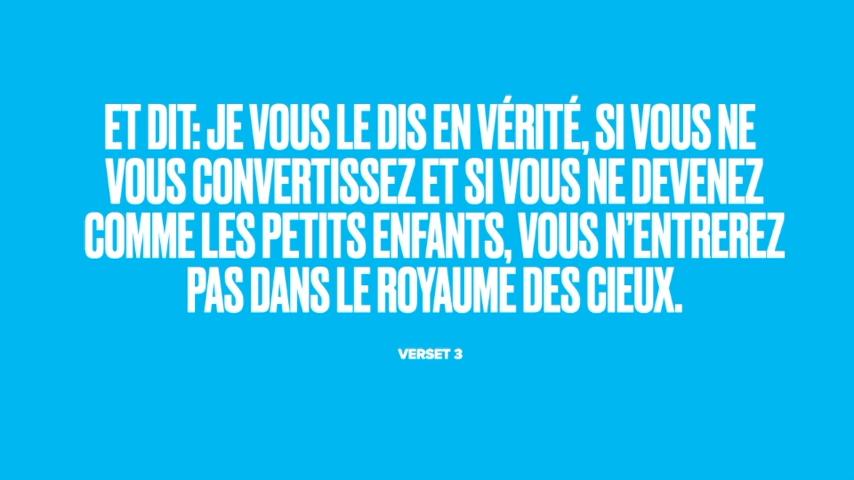 ET DIT: JE VOUS LE DIS EN VÉRITÉ, SI VOUS NE
VOUS CONVERTISSEZ ET SI VOUS NE DEVENEZ
COMME LES PETITS ENFANTS, VOUS N'ENTREREZ
PAS DANS LE ROYAUME DES CIEUX.
VERSET 3